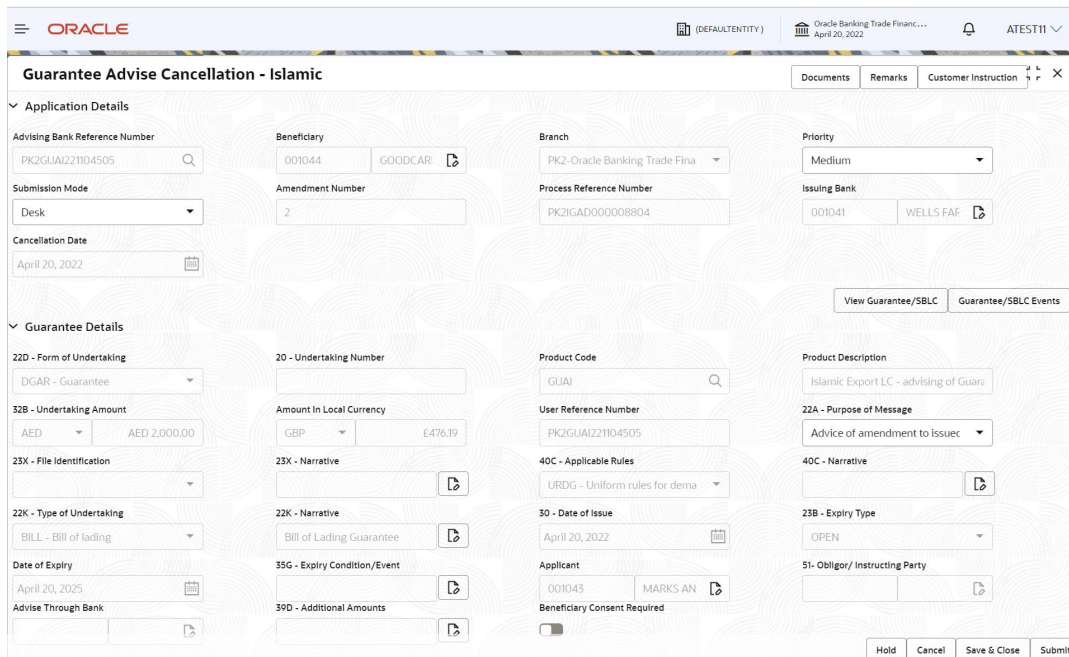 ORACLE
(DEFAULTENTITY )
Oracle Banking Trade Financ...
April 20, 2022
ATEST11
Guarantee Advise Cancellation - Islamic
Documents Remarks Customer Instruction
Application Details
Advising Bank Reference Number Beneficiary Branch Priority
PK2GUAI221104505 001044 GOODCAR PK2-Oracle Banking Trade Fina Medium
Submission Mode Amendment Number Process Reference Number Issuing Bank
Desk 2 PK2IGAD000008804 001041 WELLS FAR
Cancellation Date
April 20, 2022
View Guarantee/SBLC Guarantee/SBLC Events
Guarantee Details
22D - Form of Undertaking 20 - Undertaking Number Product Code Product Description
DGAR - Guarantee GUAI Islamic Export LC - advising of Guara
32B - Undertaking Amount Amount In Local Currency User Reference Number 22A - Purpose of Message
AED AED 2,000.00 GBP £476.19 PK2GUAI221104505 Advice of amendment to issuec
23X - File Identification 23X - Narrative 40C - Applicable Rules 40C - Narrative
URDG - Uniform rules for dema
22K - Type of Undertaking 22K - Narrative 30 - Date of Issue 23B - Expiry Type
BILL - Bill of lading Bill of Lading Guarantee April 20, 2022 OPEN
Date of Expiry 35G - Expiry Condition/Event Applicant 51- Obligor/ Instructing Party
April 20, 2025 001043 MARKS AN
Advise Through Bank 39D - Additional Amounts Beneficiary Consent Required
Hold Cancel Save & Close Submit